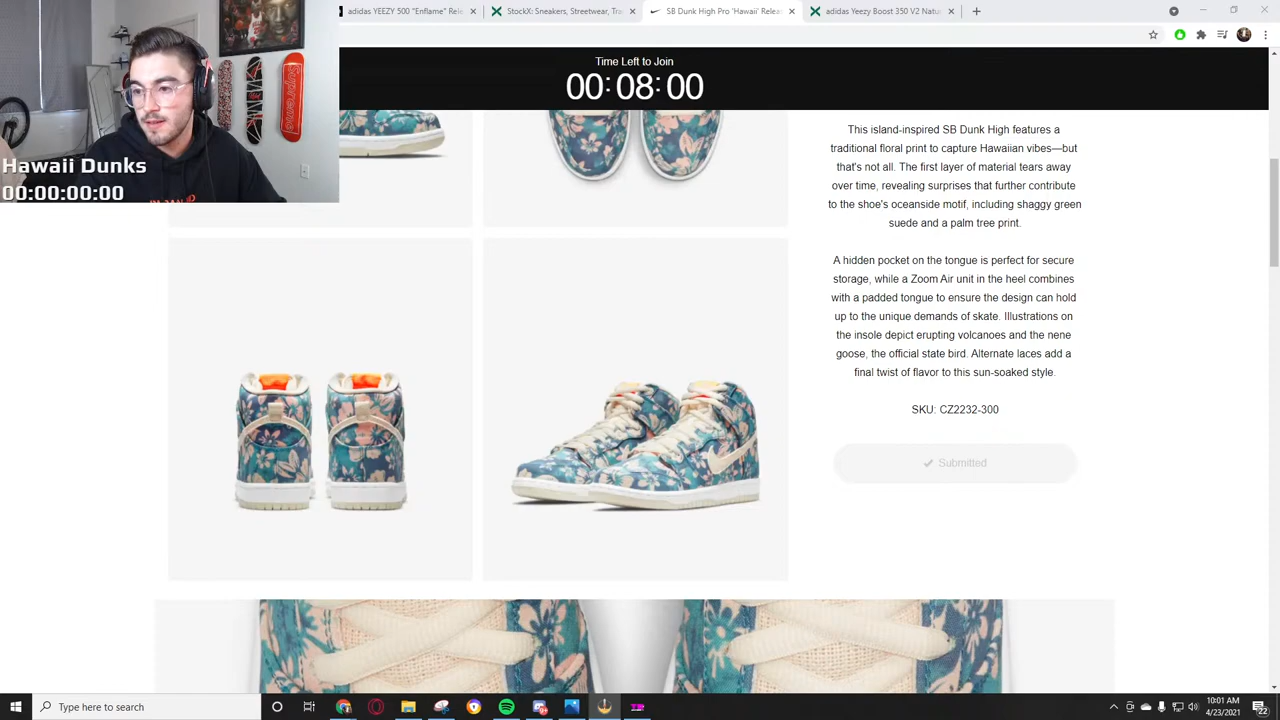 adidas YEEZY 500 "Enflame" Rele
StockX: Sneakers, Streetwear, Tra
SB Dunk High Pro 'Hawaii' Relea
adidas Yeezy Boost 350 V2 Natu
Time Left to Join
00:08:00
Supreme
Hawaii Dunks
00:00:00:00
This island-inspired SB Dunk High features a
traditional floral print to capture Hawaiian vibes—but
that's not all. The first layer of material tears away
over time, revealing surprises that further contribute
to the shoe's oceanside motif, including shaggy green
suede and a palm tree print.
A hidden pocket on the tongue is perfect for secure
storage, while a Zoom Air unit in the heel combines
with a padded tongue to ensure the design can hold
up to the unique demands of skate. Illustrations on
the insole depict erupting volcanoes and the nene
goose, the official state bird. Alternate laces add a
final twist of flavor to this sun-soaked style.
SKU: CZ2232-300
Submitted
Type here to search
10:01 AM
4/23/2021
22